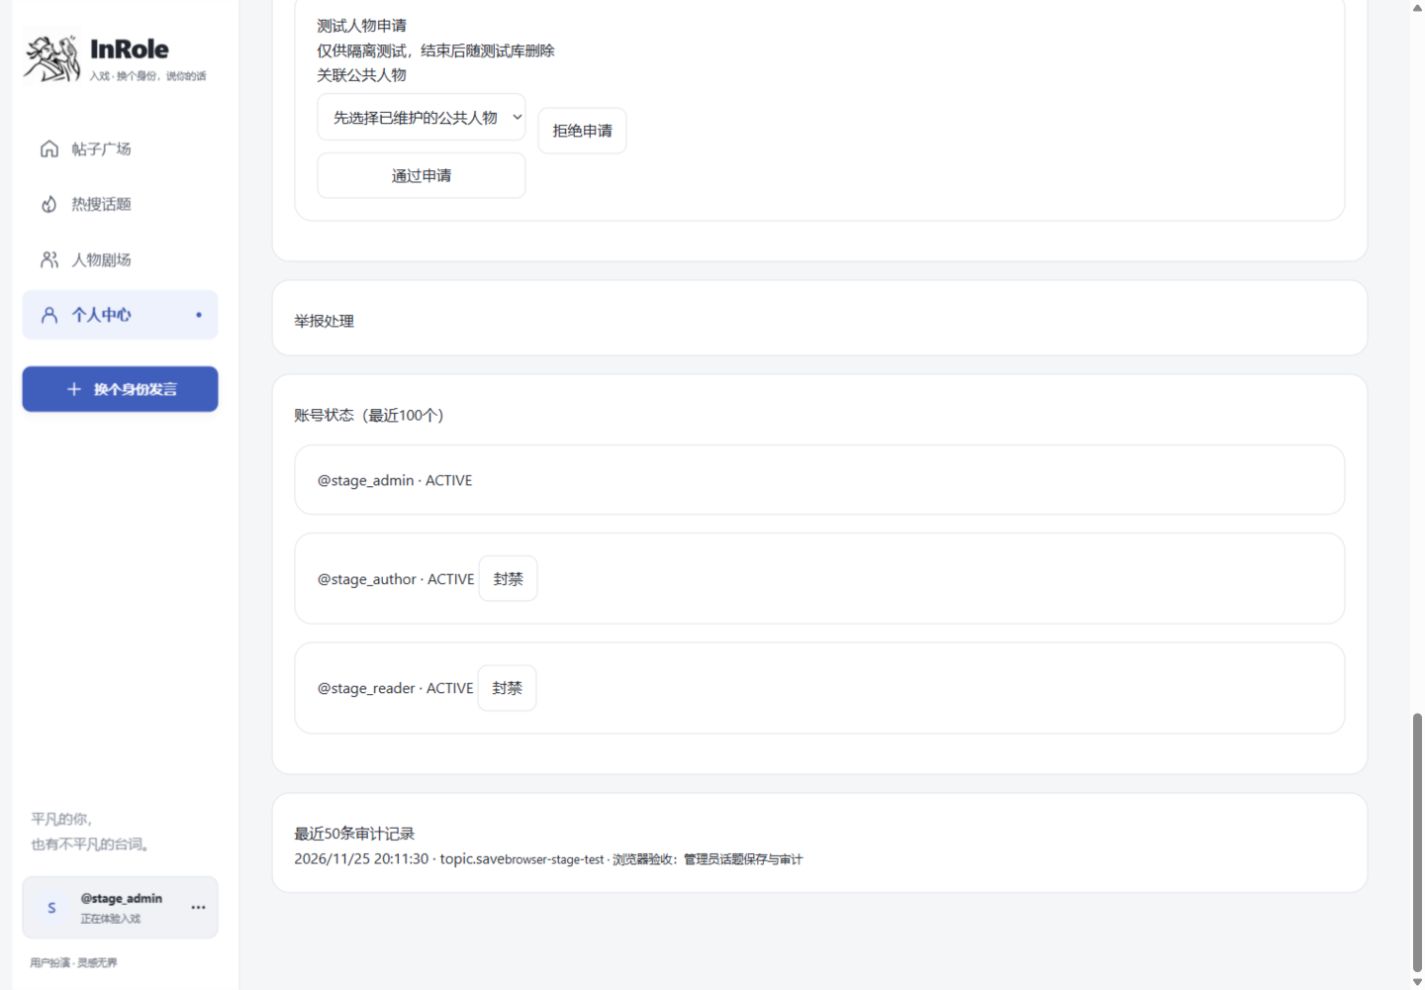 InRole
入戏 · 换个身份，说你的话
帖子广场
热搜话题
人物剧场
个人中心
换个身份发言
平凡的你，
也有不平凡的台词。
S
@stage_admin
正在体验入戏
用户扮演 · 灵感无界
测试人物申请
仅供隔离测试，结束后随测试库删除
关联公共人物
先选择已维护的公共人物
拒绝申请
通过申请
举报处理
账号状态（最近100个）
@stage_admin · ACTIVE
@stage_author · ACTIVE 封禁
@stage_reader · ACTIVE 封禁
最近50条审计记录
2026/11/25 20:11:30 · topic.savebrowser-stage-test · 浏览器验收：管理员话题保存与审计